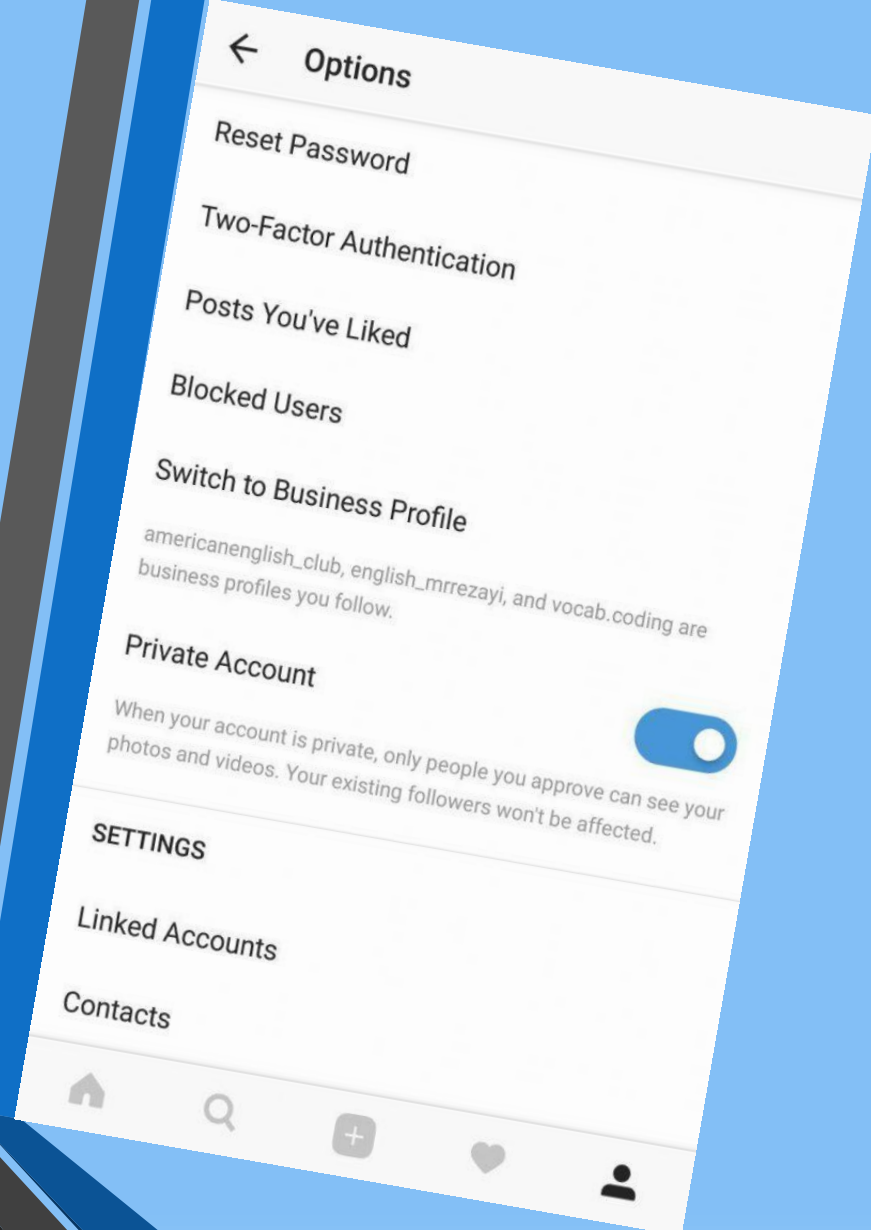 Options
Reset Password
Two-Factor Authentication
Posts You've Liked
Blocked Users
Switch to Business Profile
americanenglish_club, english_mrrezayi, and vocab.coding are
business profiles you follow.
Private Account
When your account is private, only people you approve can see your
photos and videos. Your existing followers won't be affected.
SETTINGS
Linked Accounts
Contacts